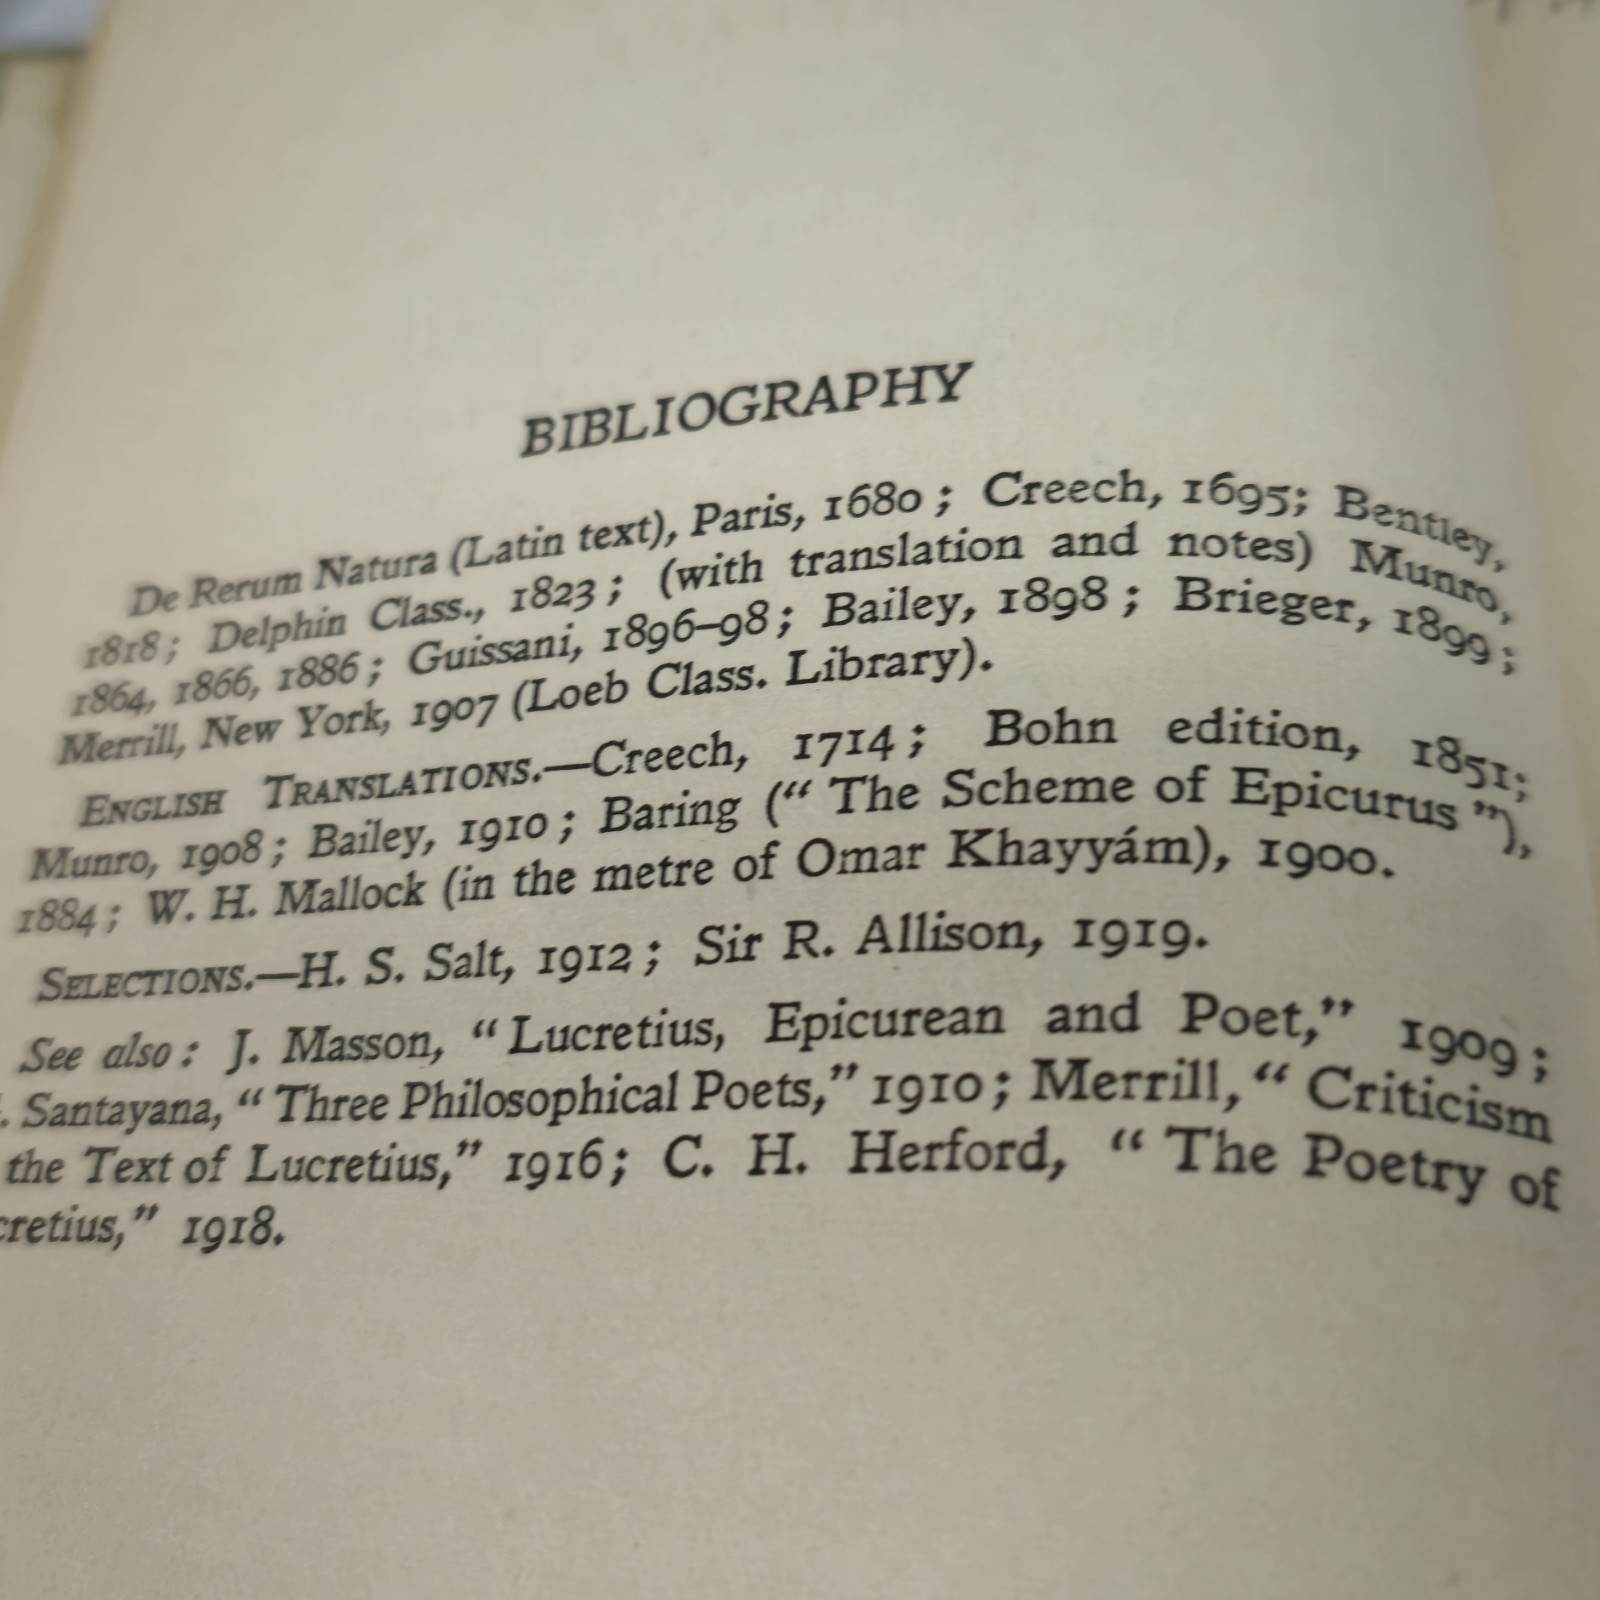 BIBLIOGRAPHY
De Rerum Natura (Latin text), Paris, 1680; Creech, 1695; Bentley,
1818; Delphin Class., 1823; (with translation and notes) Munro,
1864, 1866, 1886; Guissani, 1896–98; Bailey, 1898; Brieger, 1899;
Merrill, New York, 1907 (Loeb Class. Library).
ENGLISH TRANSLATIONS.—Creech, 1714; Bohn edition, 1851;
Munro, 1908; Bailey, 1910; Baring (“The Scheme of Epicurus”),
1884; W. H. Mallock (in the metre of Omar Khayyám), 1900.
SELECTIONS.—H. S. Salt, 1912; Sir R. Allison, 1919.
See also: J. Masson, “Lucretius, Epicurean and Poet,” 1909;
Santayana, “Three Philosophical Poets,” 1910; Merrill, “Criticism
the Text of Lucretius,” 1916; C. H. Herford, “The Poetry of
cretius,” 1918.